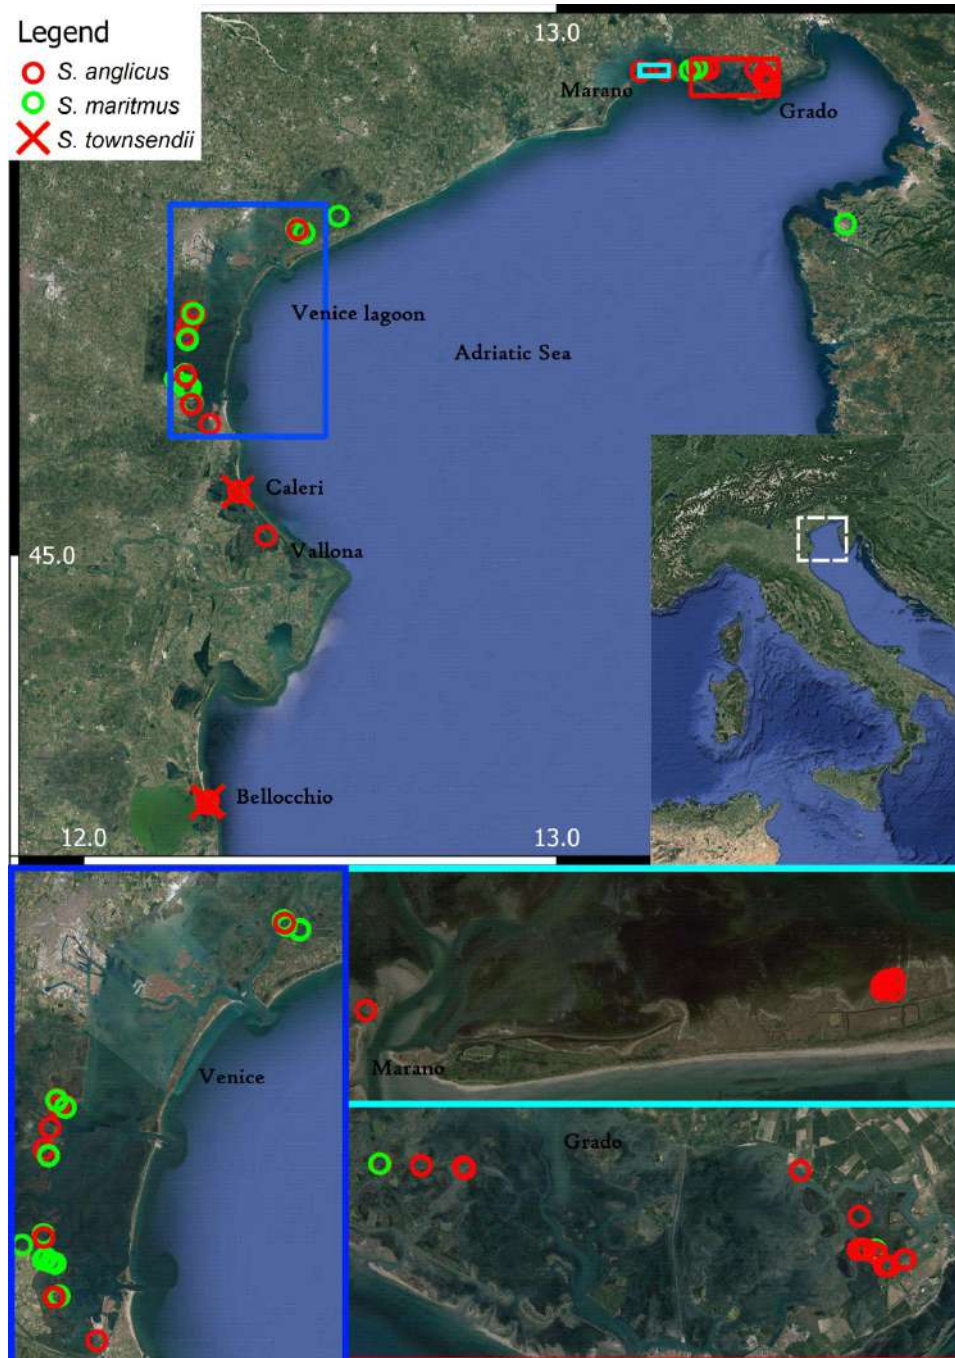 Legend
S. anglicus
S. maritmus
S. townsendii
13.0
Marano
Grado
Venice lagoon
Adriatic Sea
Caleri
45.0
Vallona
Bellocchio
12.0
13.0
Venice
Marano
Grado